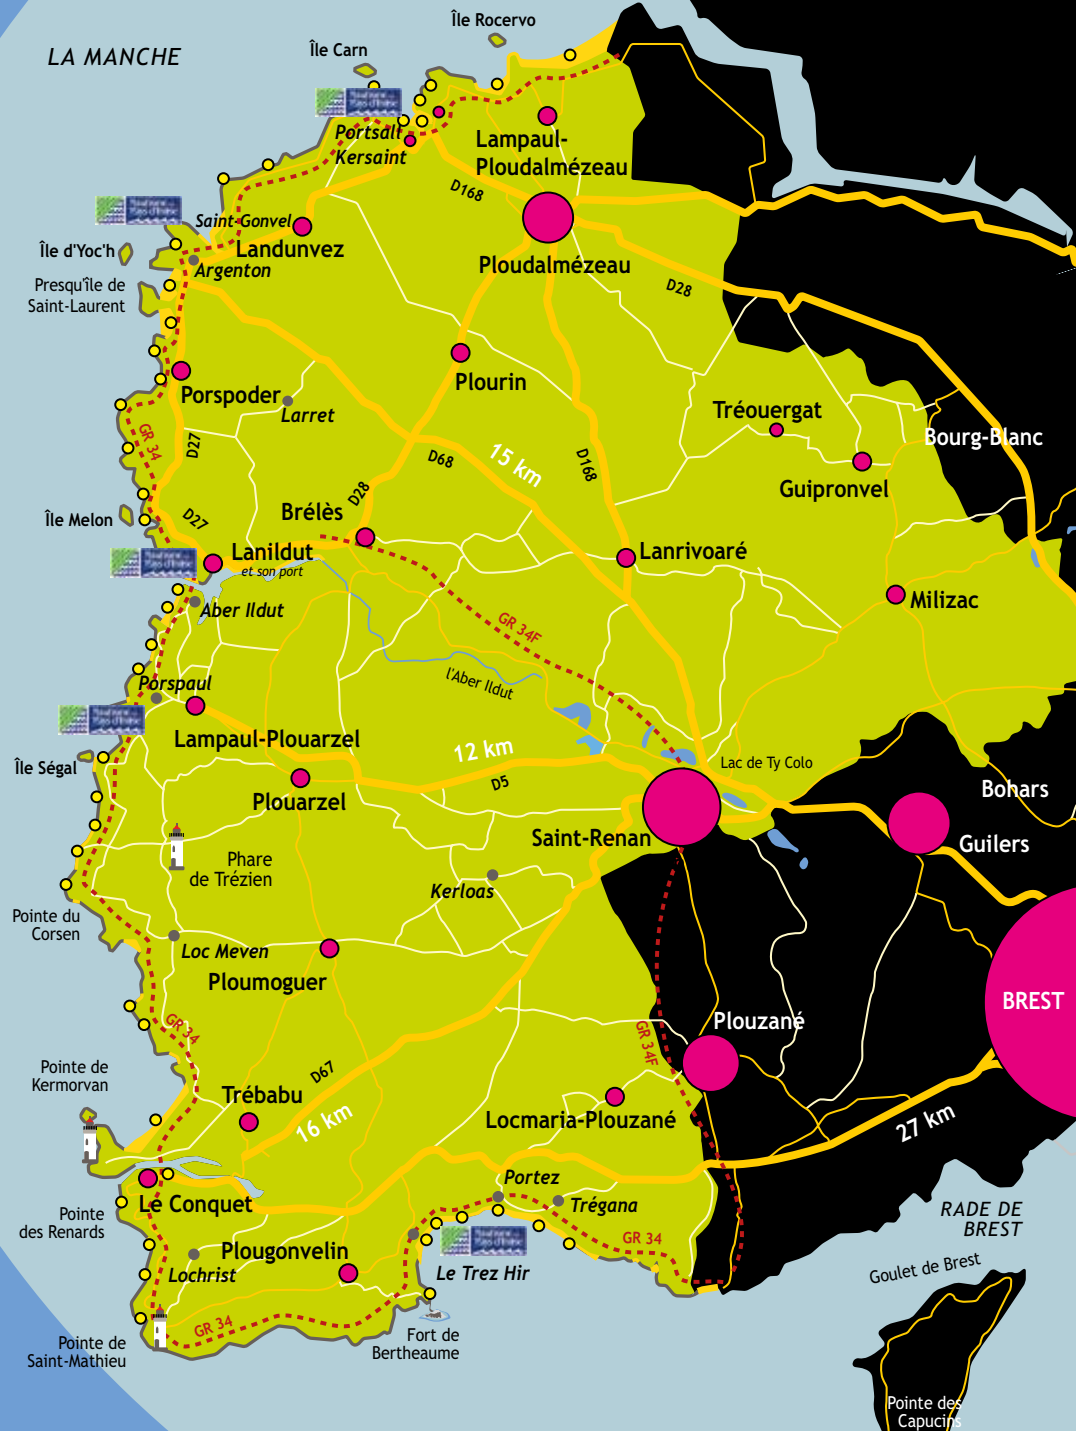 Île Rocervo
Île Carn
LA MANCHE
Portsall
Kersaint
Lampaul-
Ploudalmézeau
D168
Saint-Gonvel
Landunvez
Île d'Yoc'h
Argenton
Ploudalmézeau
Presqu'île de
Saint-Laurent
D28
Plourin
Porspoder
Larret
Tréouergat
GR 34
D27
D68
15 km
D168
Bourg-Blanc
Guipronvel
D28
Île Melon
D27
Brélès
Lanildut
et son port
Lanrivoaré
Aber Ildut
Milizac
GR 34F
l'Aber Ildut
Porspaul
Lampaul-Plouarzel
12 km
D5
Île Ségal
Lac de Ty Colo
Plouarzel
Bohars
Saint-Renan
Guilers
Phare
de Trézien
Kerloas
Pointe du
Corsen
Loc Meven
Ploumoguer
BREST
GR 34
Plouzané
GR 34F
Pointe de
Kermorvan
D67
Trébabu
16 km
Locmaria-Plouzané
27 km
Portez
Trégana
Le Conquet
Pointe
des Renards
RADE DE
BREST
GR 34
Plougonvelin
Lochrist
Le Trez Hir
Goulet de Brest
GR 34
Pointe de
Saint-Mathieu
Fort de
Bertheaume
Pointe des
Capucins